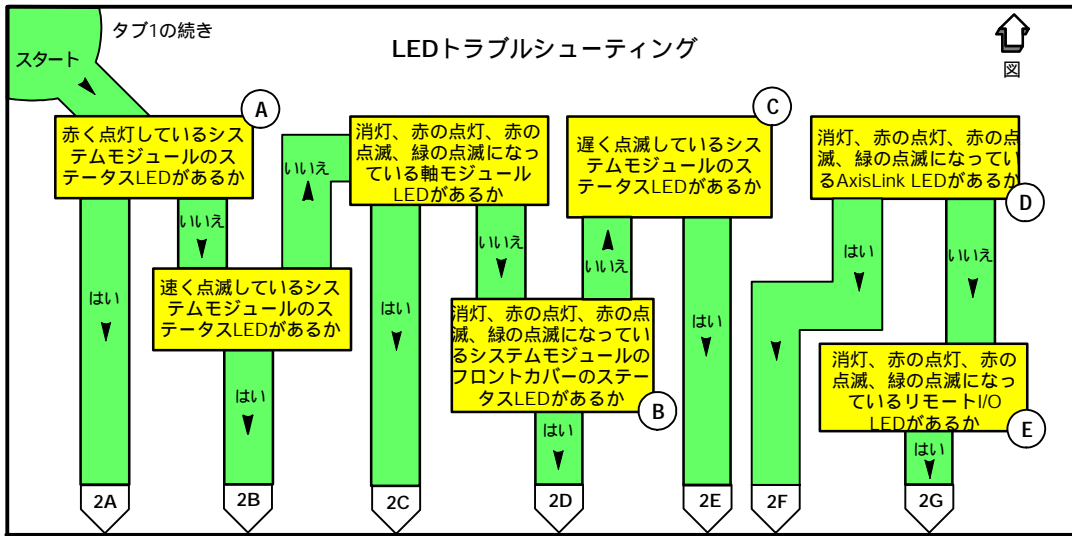 タブ1の続き
LEDトラブルシューティング
図
スタート
A
赤く点灯しているシス
テムモジュールのス
テータスLEDがあるか
いいえ
消灯、赤の点灯、赤の
点滅、緑の点滅になっ
ている軸モジュール
LEDがあるか
C
遅く点滅しているシス
テムモジュールのス
テータスLEDがあるか
消灯、赤の点灯、赤の点
滅、緑の点滅になってい
るAxisLink LEDがあるか
D
はい
いいえ
速く点滅しているシス
テムモジュールのス
テータスLEDがあるか
はい
いいえ
消灯、赤の点灯、赤の点
滅、緑の点滅になってい
るシステムモジュールの
フロントカバーのステー
タスLEDがあるか
B
いいえ
はい
はい
いいえ
消灯、赤の点灯、赤の
点滅、緑の点滅になっ
ているリモートI/O
LEDがあるか
E
はい
はい
はい
2A
2B
2C
2D
2E
2F
2G